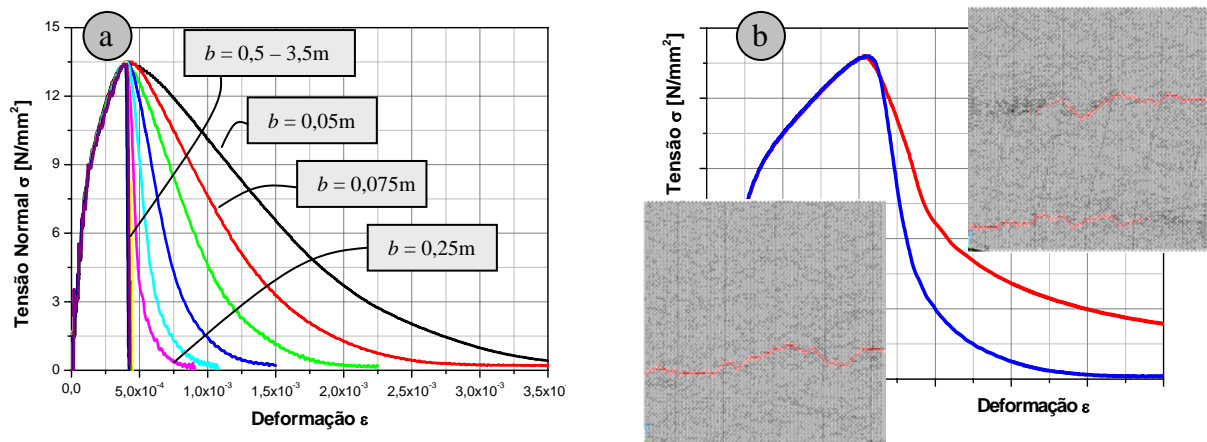 a
b = 0,5 – 3,5m
b = 0,05m
b = 0,075m
b = 0,25m
15
12
9
6
3
0
Tensão Normal σ [N/mm²]
0,0
5,0x10⁻⁴
1,0x10⁻³
1,5x10⁻³
2,0x10⁻³
2,5x10⁻³
3,0x10⁻³
3,5x10
Deformação ε
b
Tensão σ [N/mm²]
Deformação ε